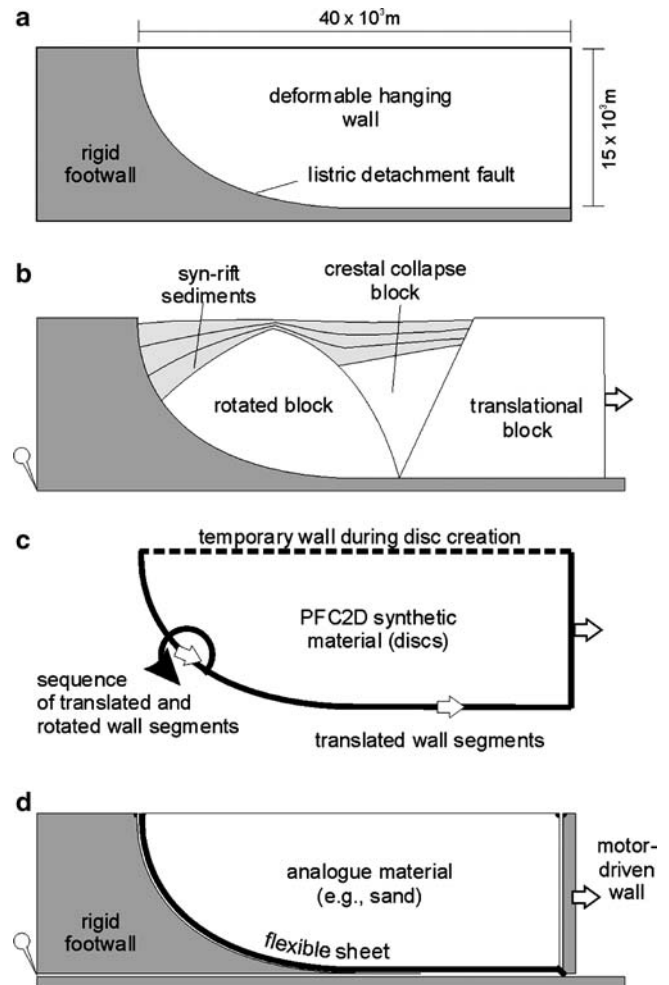 a
40 x 10³m
deformable hanging
wall
rigid
footwall
listric detachment fault
15 x 10³m
b
syn-rift
sediments
crestal collapse
block
rotated block
translational
block
c
temporary wall during disc creation
PFC2D synthetic
material (discs)
sequence
of translated and
rotated wall segments
translated wall segments
d
analogue material
(e.g., sand)
motor-
driven
wall
rigid
footwall
flexible sheet